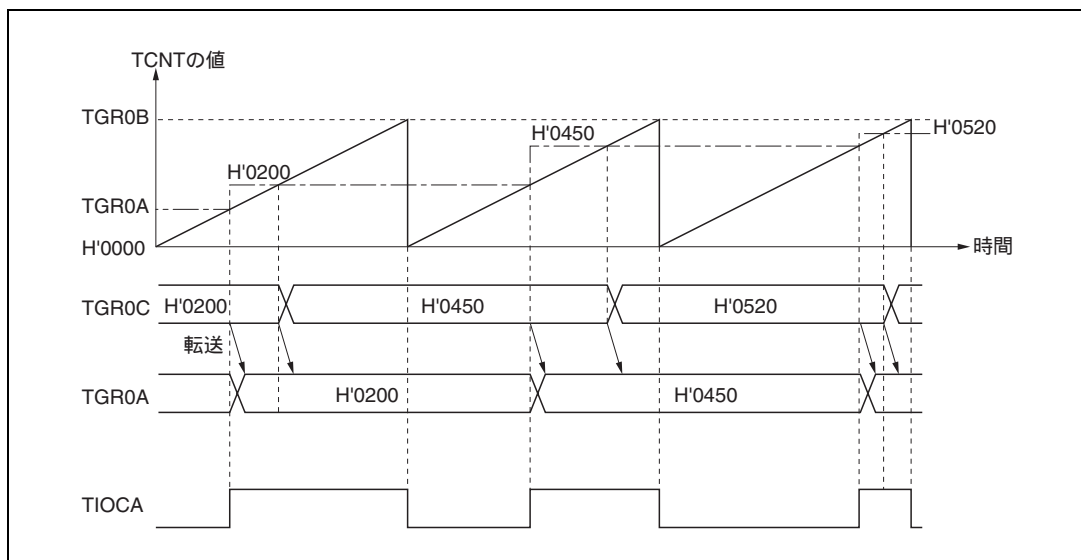 TCNTの値
TGR0B
H'0520
H'0450
H'0200
TGR0A
H'0000
時間
TGR0C
H'0200
H'0450
H'0520
転送
TGR0A
H'0200
H'0450
TIOCA